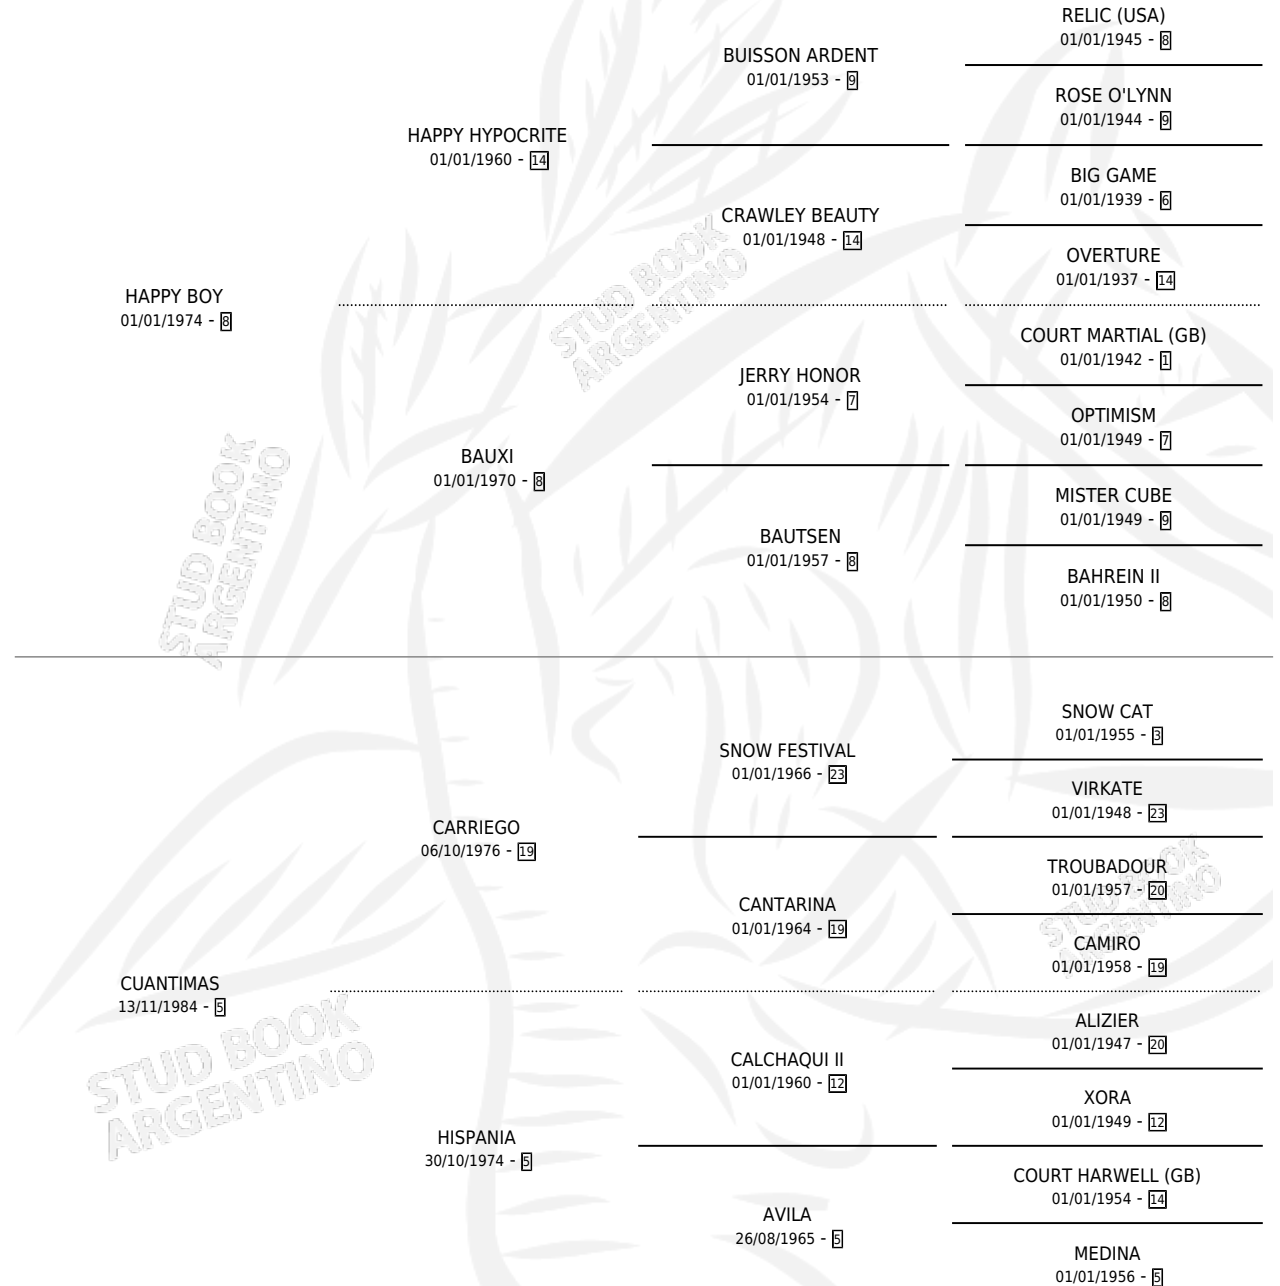 RELIC (USA)
01/01/1945 - 8
BUISSON ARDENT
01/01/1953 - 9
ROSE O'LYNN
01/01/1944 - 9
HAPPY HYPOCRITE
01/01/1960 - 14
BIG GAME
01/01/1939 - 6
CRAWLEY BEAUTY
01/01/1948 - 14
OVERTURE
01/01/1937 - 14
HAPPY BOY
01/01/1974 - 8
STUD BOOK
ARGENTINO
COURT MARTIAL (GB)
01/01/1942 - 1
JERRY HONOR
01/01/1954 - 7
OPTIMISM
01/01/1949 - 7
BAUXI
01/01/1970 - 8
MISTER CUBE
01/01/1949 - 9
BAUTSEN
01/01/1957 - 8
BAHREIN II
01/01/1950 - 8
STUD BOOK
ARGENTINO
SNOW CAT
01/01/1955 - 3
SNOW FESTIVAL
01/01/1966 - 23
VIRKATE
01/01/1948 - 23
CARRIEGO
06/10/1976 - 19
TROUBADOUR
01/01/1957 - 20
CANTARINA
01/01/1964 - 19
CAMIRO
01/01/1958 - 19
STUD BOOK
ARGENTINO
CUANTIMAS
13/11/1984 - 5
ALIZIER
01/01/1947 - 20
CALCHAQUI II
01/01/1960 - 12
XORA
01/01/1949 - 12
STUD BOOK
ARGENTINO
HISPANIA
30/10/1974 - 5
COURT HARWELL (GB)
01/01/1954 - 14
AVILA
26/08/1965 - 5
MEDINA
01/01/1956 - 5